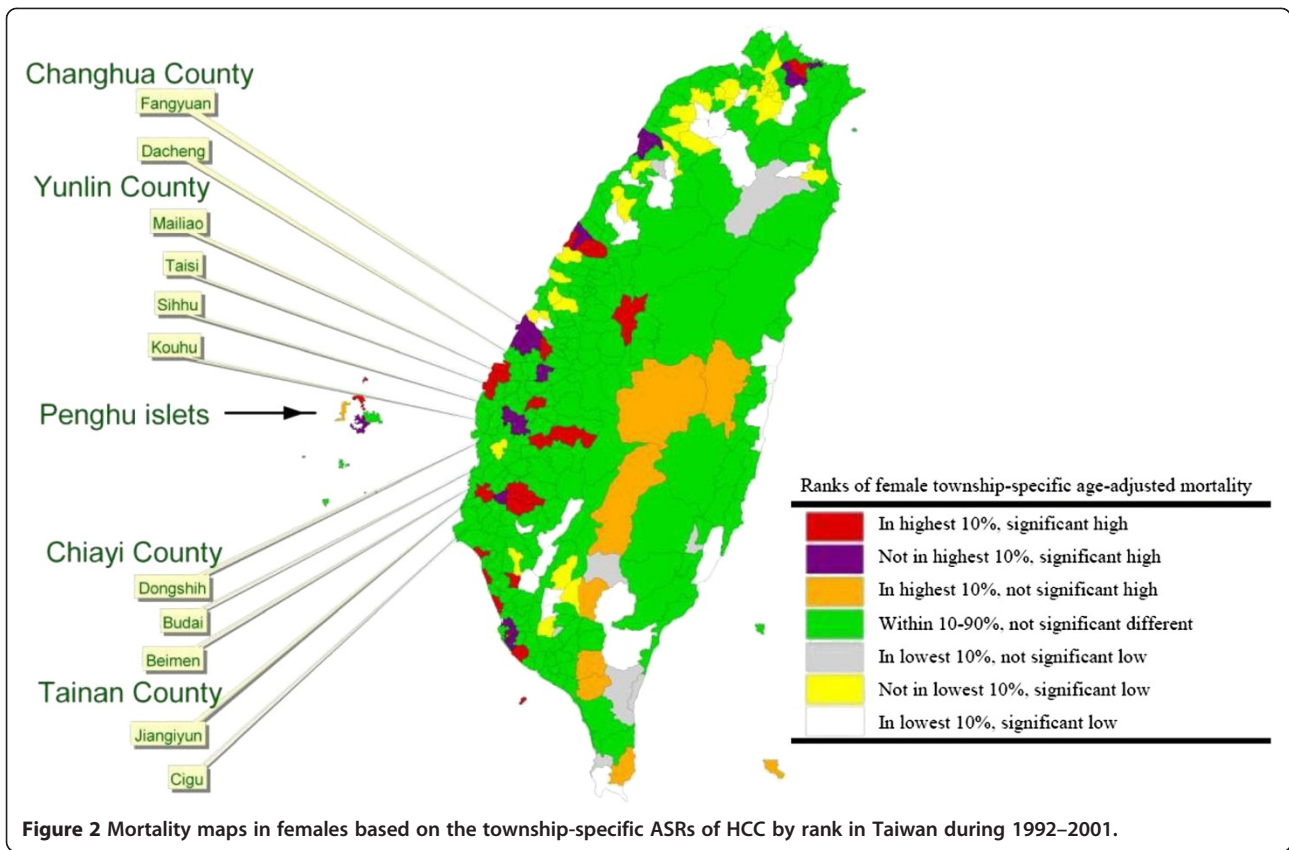 Changhua County
Fangyuan
Dacheng
Yunlin County
Mailiao
Taisi
Sihhu
Kouhu
Penghu islets
Chiayi County
Dongshih
Budai
Beimen
Tainan County
Jiangiyun
Cigu
Ranks of female township-specific age-adjusted mortality
In highest 10%, significant high
Not in highest 10%, significant high
In highest 10%, not significant high
Within 10-90%, not significant different
In lowest 10%, not significant low
Not in lowest 10%, significant low
In lowest 10%, significant low
Figure 2 Mortality maps in females based on the township-specific ASRs of HCC by rank in Taiwan during 1992–2001.